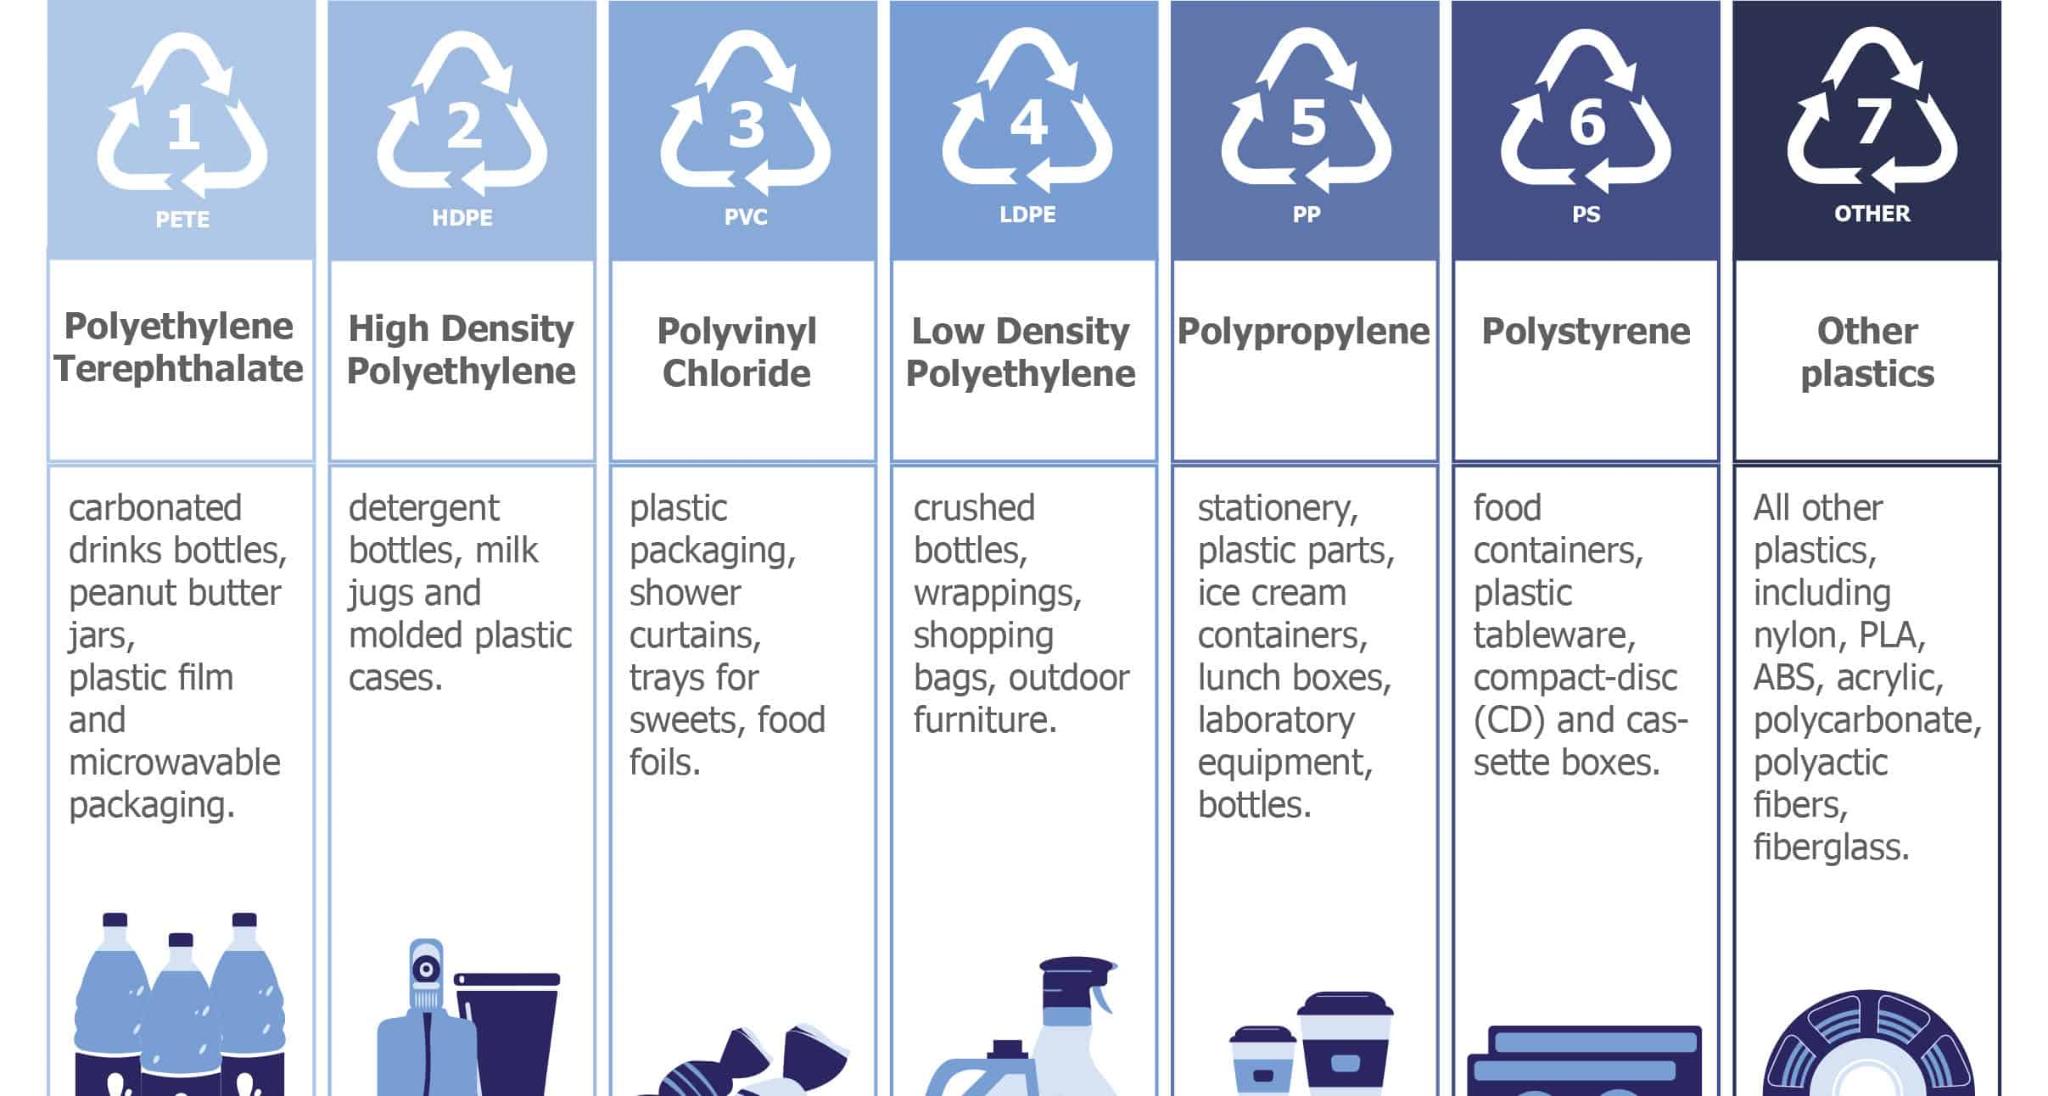 1
PETE
Polyethylene
Terephthalate
carbonated
drinks bottles,
peanut butter
jars,
plastic film
and
microwavable
packaging.
2
HDPE
High Density
Polyethylene
detergent
bottles, milk
jugs and
molded plastic
cases.
3
PVC
Polyvinyl
Chloride
plastic
packaging,
shower
curtains,
trays for
sweets, food
foils.
4
LDPE
Low Density
Polyethylene
crushed
bottles,
wrappings,
shopping
bags, outdoor
furniture.
5
PP
Polypropylene
stationery,
plastic parts,
ice cream
containers,
lunch boxes,
laboratory
equipment,
bottles.
6
PS
Polystyrene
food
containers,
plastic
tableware,
compact-disc
(CD) and cas-
sette boxes.
7
OTHER
Other
plastics
All other
plastics,
including
nylon, PLA,
ABS, acrylic,
polycarbonate,
polyactic
fibers,
fiberglass.